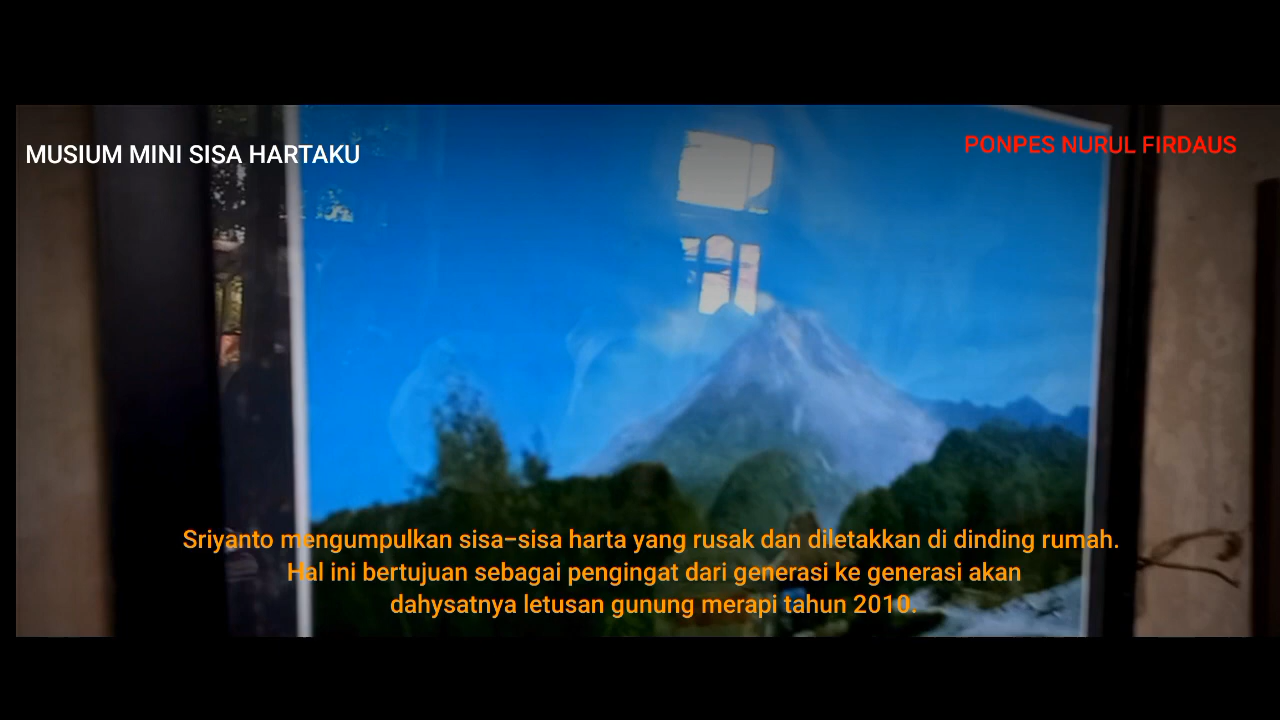 MUSIUM MINI SISA HARTAKU
PONPES NURUL FIRDAUS
Sriyanto mengumpulkan sisa-sisa harta yang rusak dan diletakkan di dinding rumah.
Hal ini bertujuan sebagai pengingat dari generasi ke generasi akan
dahysatnya letusan gunung merapi tahun 2010.